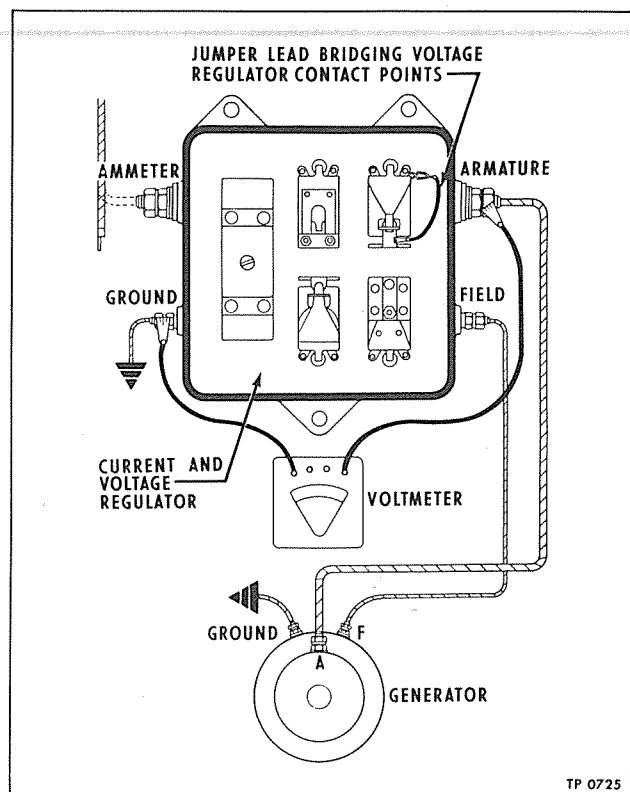 JUMPER LEAD BRIDGING VOLTAGE
REGULATOR CONTACT POINTS
AMMETER
ARMATURE
GROUND
FIELD
CURRENT AND
VOLTAGE
REGULATOR
VOLTMETER
GROUND
F
A
GENERATOR
TP 0725